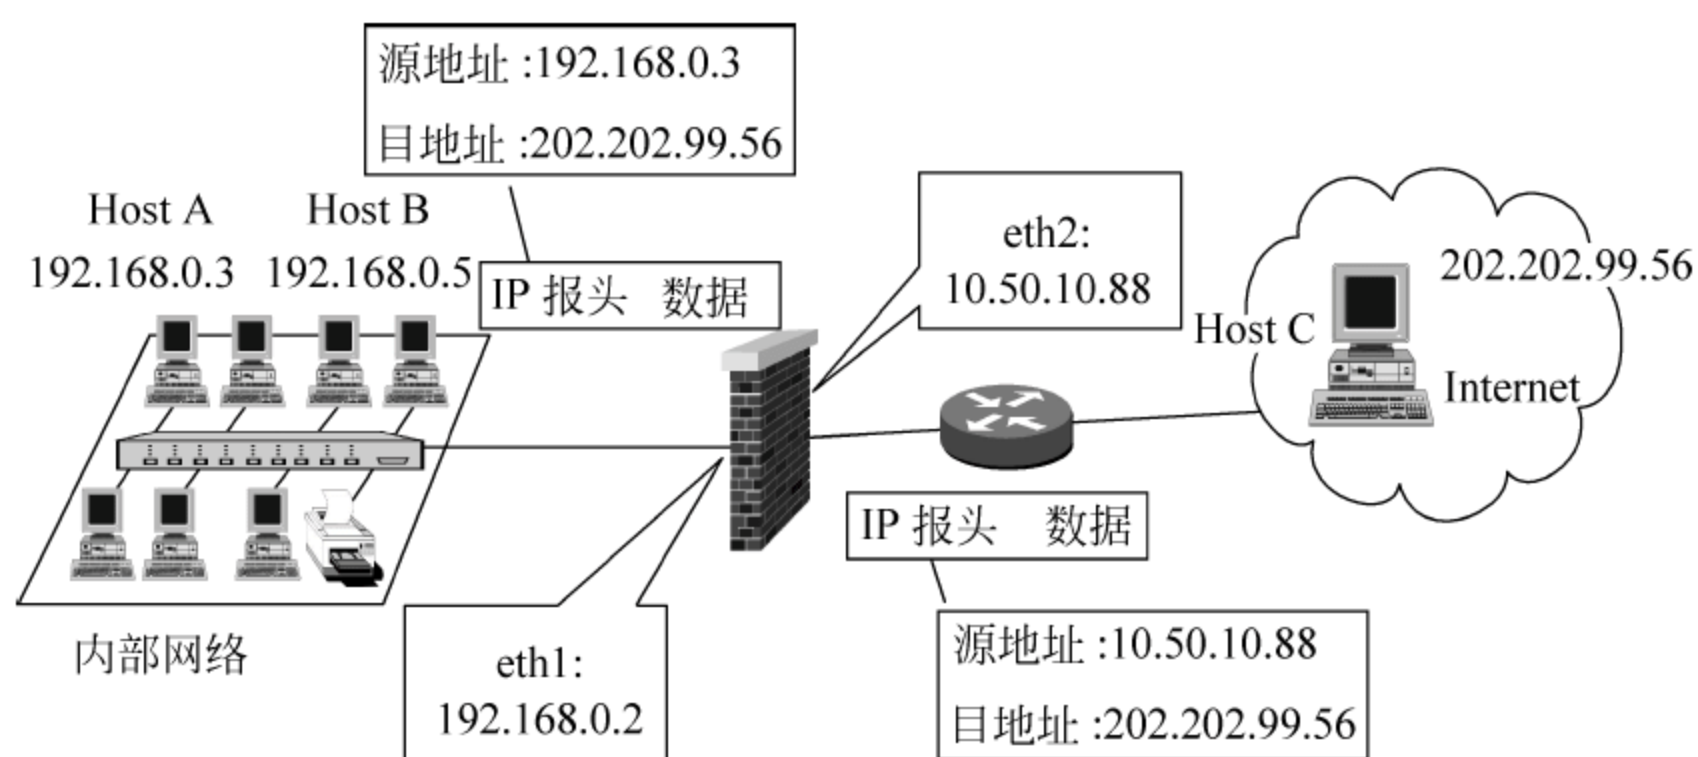 源地址 :192.168.0.3
目地址 :202.202.99.56
Host A
Host B
192.168.0.3
192.168.0.5
IP 报头 数据
eth2:
10.50.10.88
202.202.99.56
Host C
Internet
IP 报头 数据
内部网络
eth1:
192.168.0.2
源地址 :10.50.10.88
目地址 :202.202.99.56